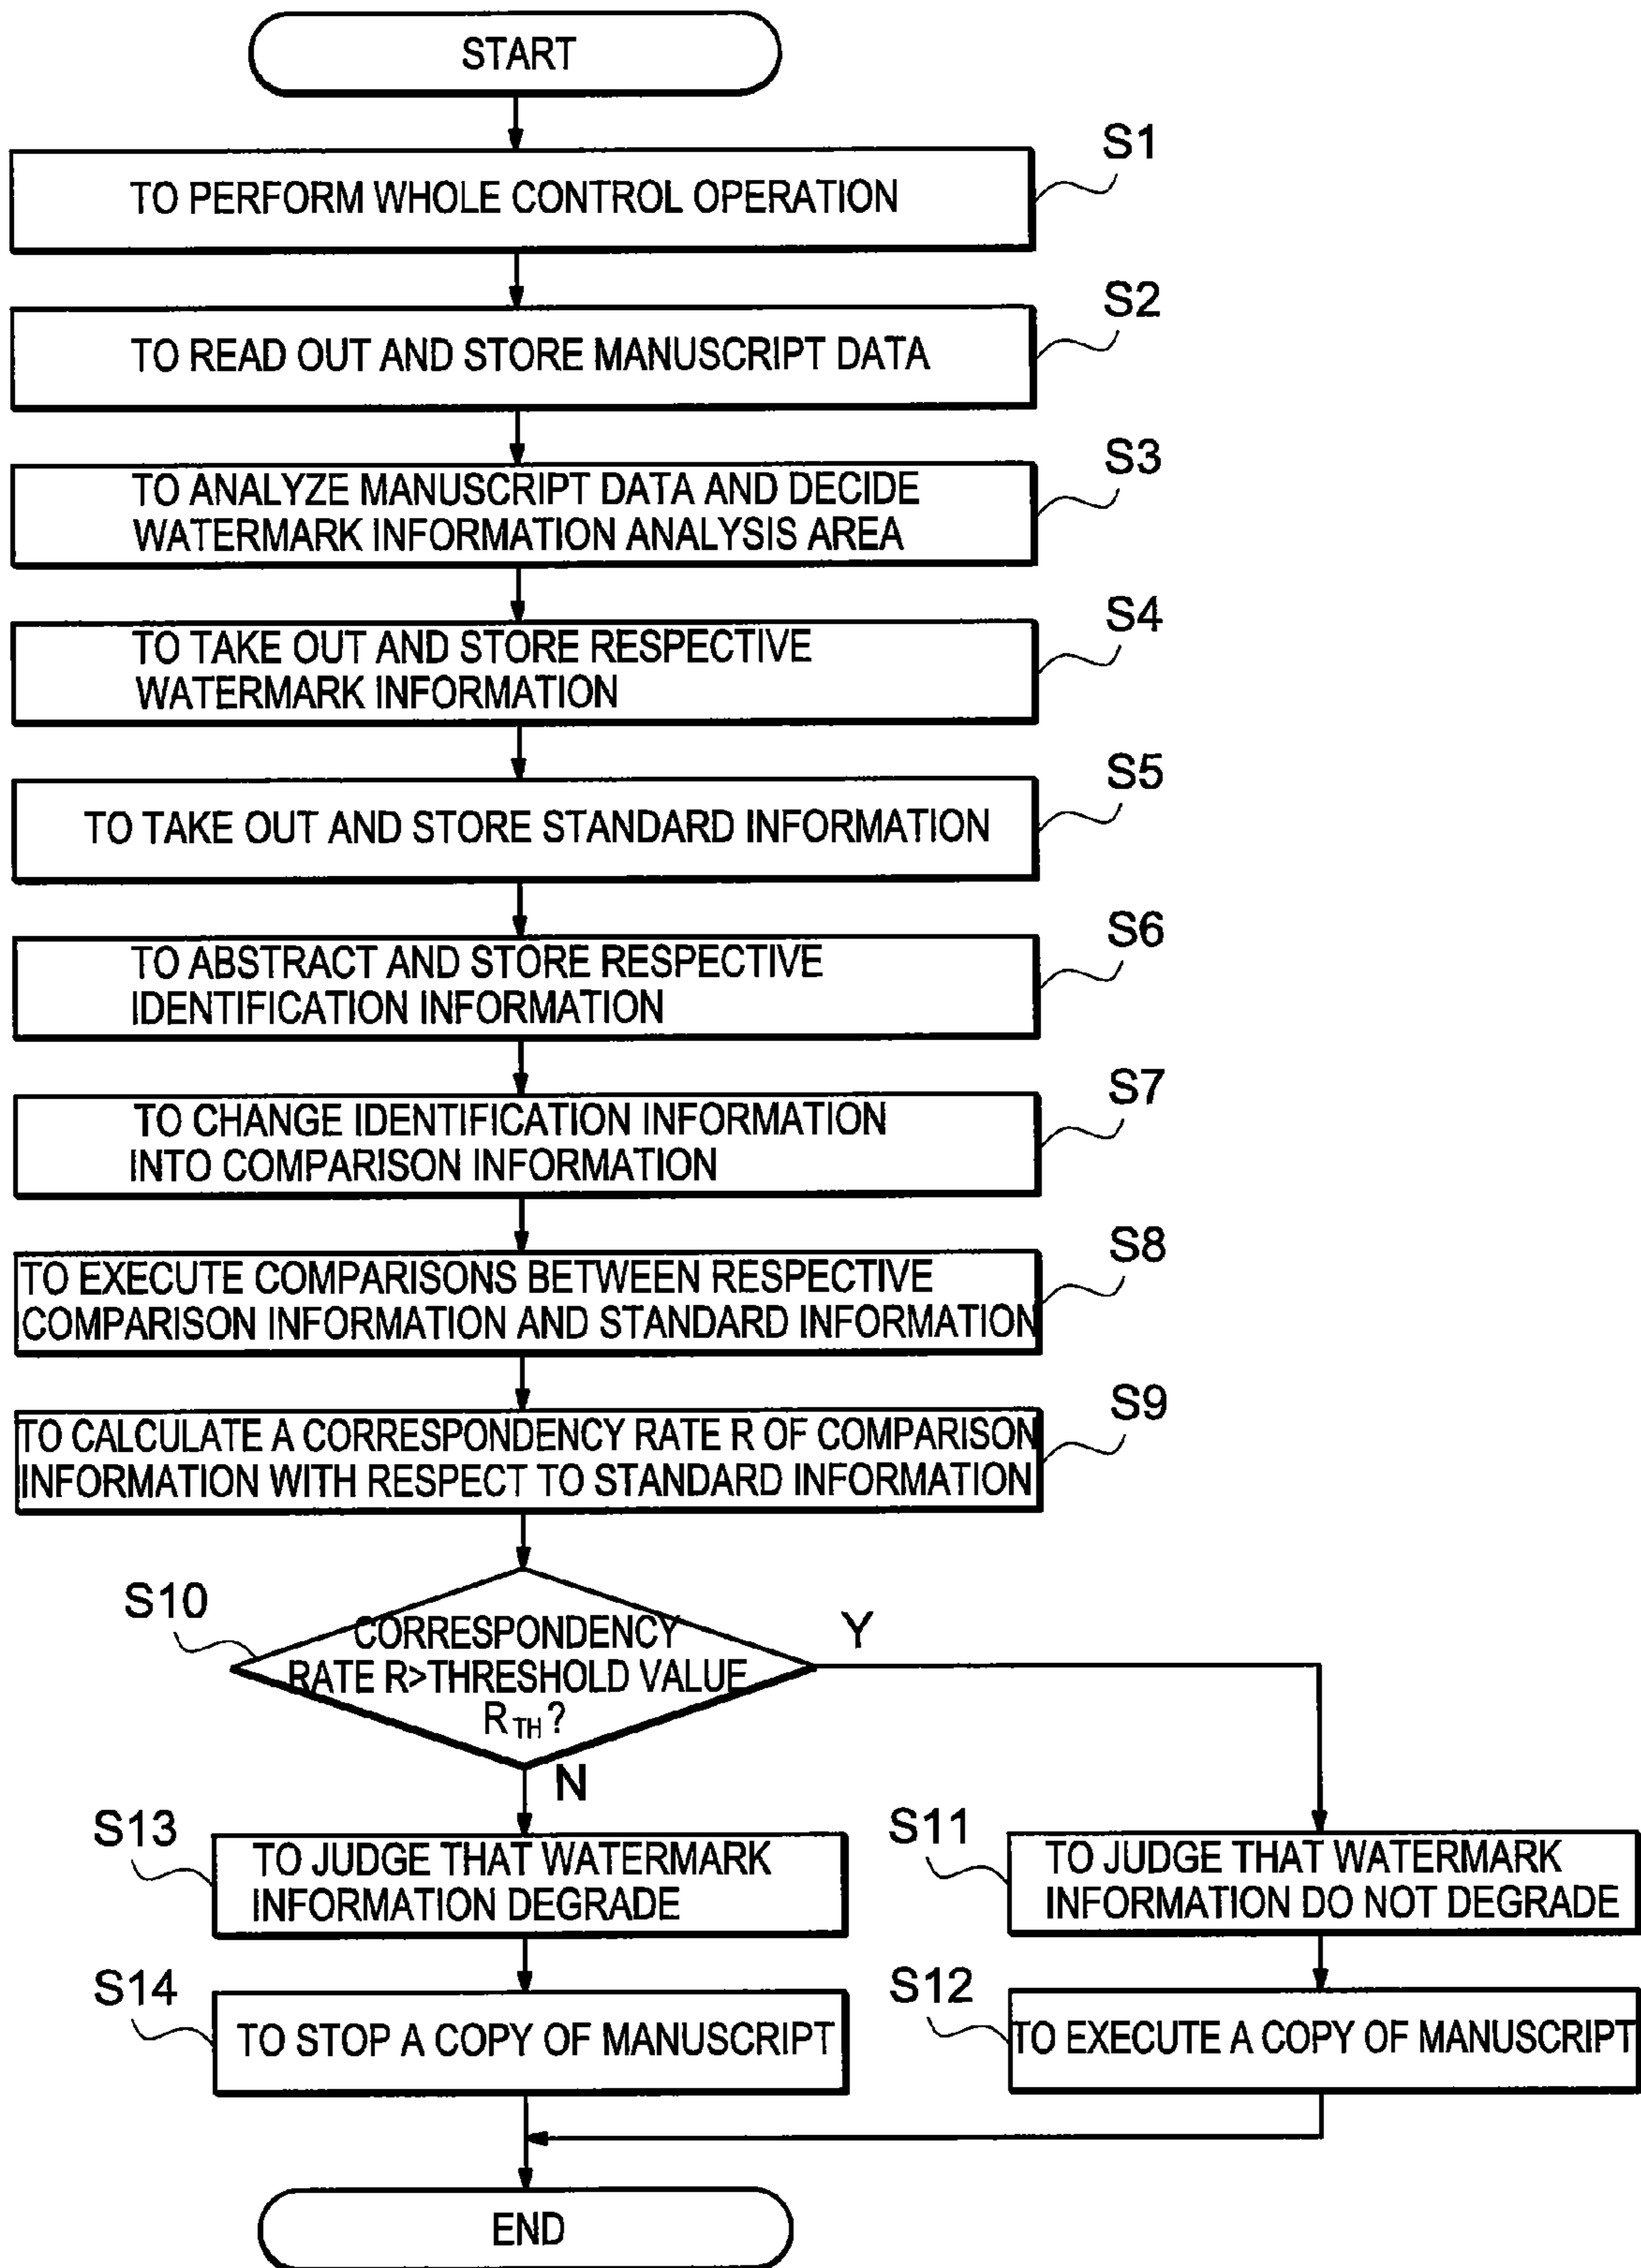 START
S1
TO PERFORM WHOLE CONTROL OPERATION
S2
TO READ OUT AND STORE MANUSCRIPT DATA
S3
TO ANALYZE MANUSCRIPT DATA AND DECIDE
WATERMARK INFORMATION ANALYSIS AREA
S4
TO TAKE OUT AND STORE RESPECTIVE
WATERMARK INFORMATION
S5
TO TAKE OUT AND STORE STANDARD INFORMATION
S6
TO ABSTRACT AND STORE RESPECTIVE
IDENTIFICATION INFORMATION
S7
TO CHANGE IDENTIFICATION INFORMATION
INTO COMPARISON INFORMATION
S8
TO EXECUTE COMPARISONS BETWEEN RESPECTIVE
COMPARISON INFORMATION AND STANDARD INFORMATION
S9
TO CALCULATE A CORRESPONDENCY RATE R OF COMPARISON
INFORMATION WITH RESPECT TO STANDARD INFORMATION
S10
CORRESPONDENCY
RATE R>THRESHOLD VALUE
RTH?
Y
N
S13
TO JUDGE THAT WATERMARK
INFORMATION DEGRADE
S11
TO JUDGE THAT WATERMARK
INFORMATION DO NOT DEGRADE
S14
TO STOP A COPY OF MANUSCRIPT
S12
TO EXECUTE A COPY OF MANUSCRIPT
END